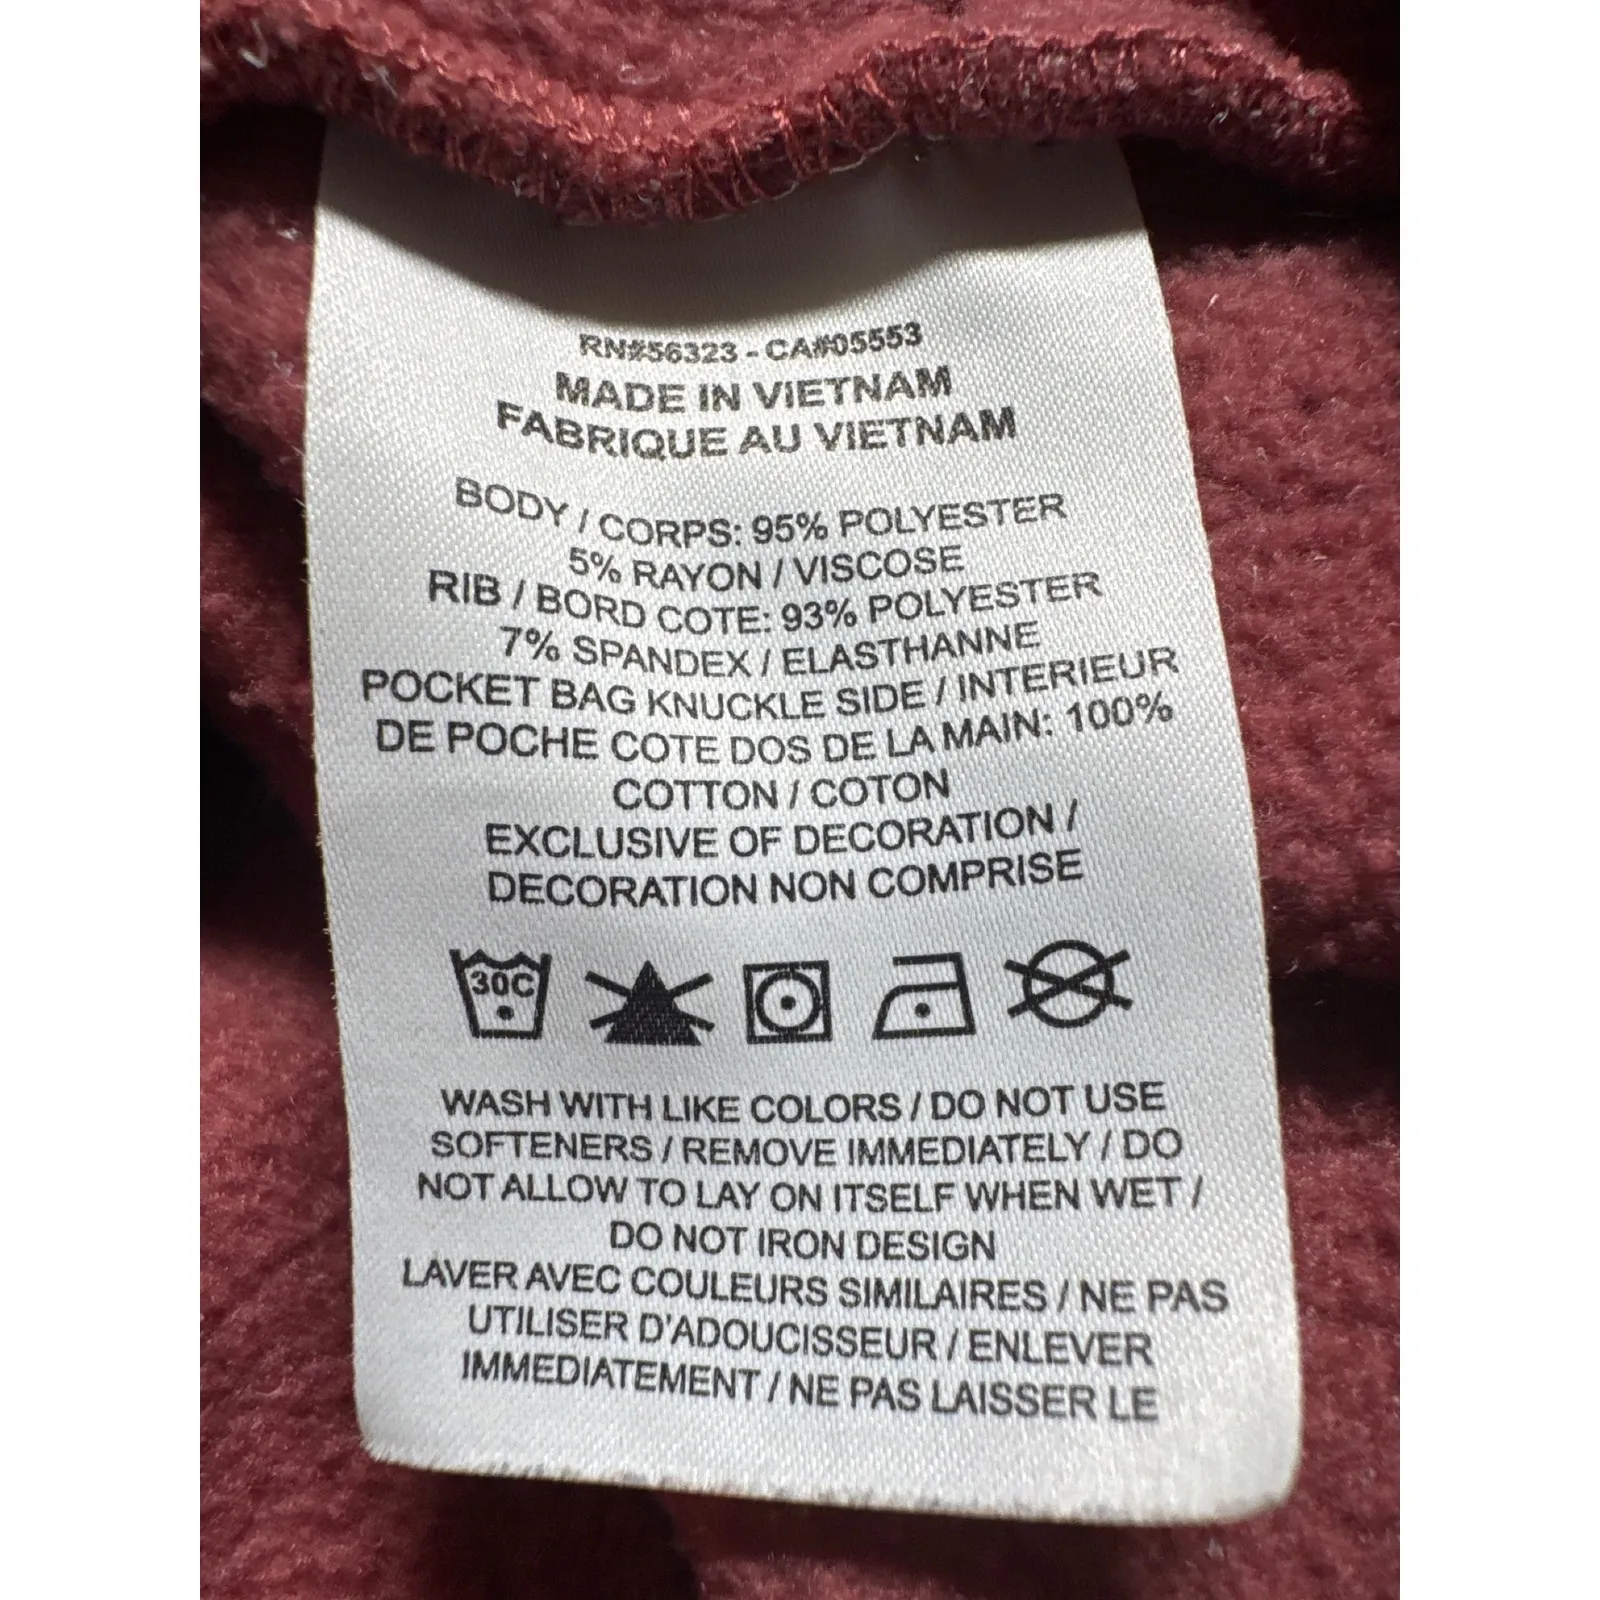 RN#56323 - CA#05553
MADE IN VIETNAM
FABRIQUE AU VIETNAM
BODY / CORPS: 95% POLYESTER
5% RAYON / VISCOSE
RIB / BORD COTE: 93% POLYESTER
7% SPANDEX / ELASTHANNE
POCKET BAG KNUCKLE SIDE / INTERIEUR
DE POCHE COTE DOS DE LA MAIN: 100%
COTTON / COTON
EXCLUSIVE OF DECORATION /
DECORATION NON COMPRISE
30C
WASH WITH LIKE COLORS / DO NOT USE
SOFTENERS / REMOVE IMMEDIATELY / DO
NOT ALLOW TO LAY ON ITSELF WHEN WET /
DO NOT IRON DESIGN
LAVER AVEC COULEURS SIMILAIRES / NE PAS
UTILISER D'ADOUCISSEUR / ENLEVER
IMMEDIATEMENT / NE PAS LAISSER LE